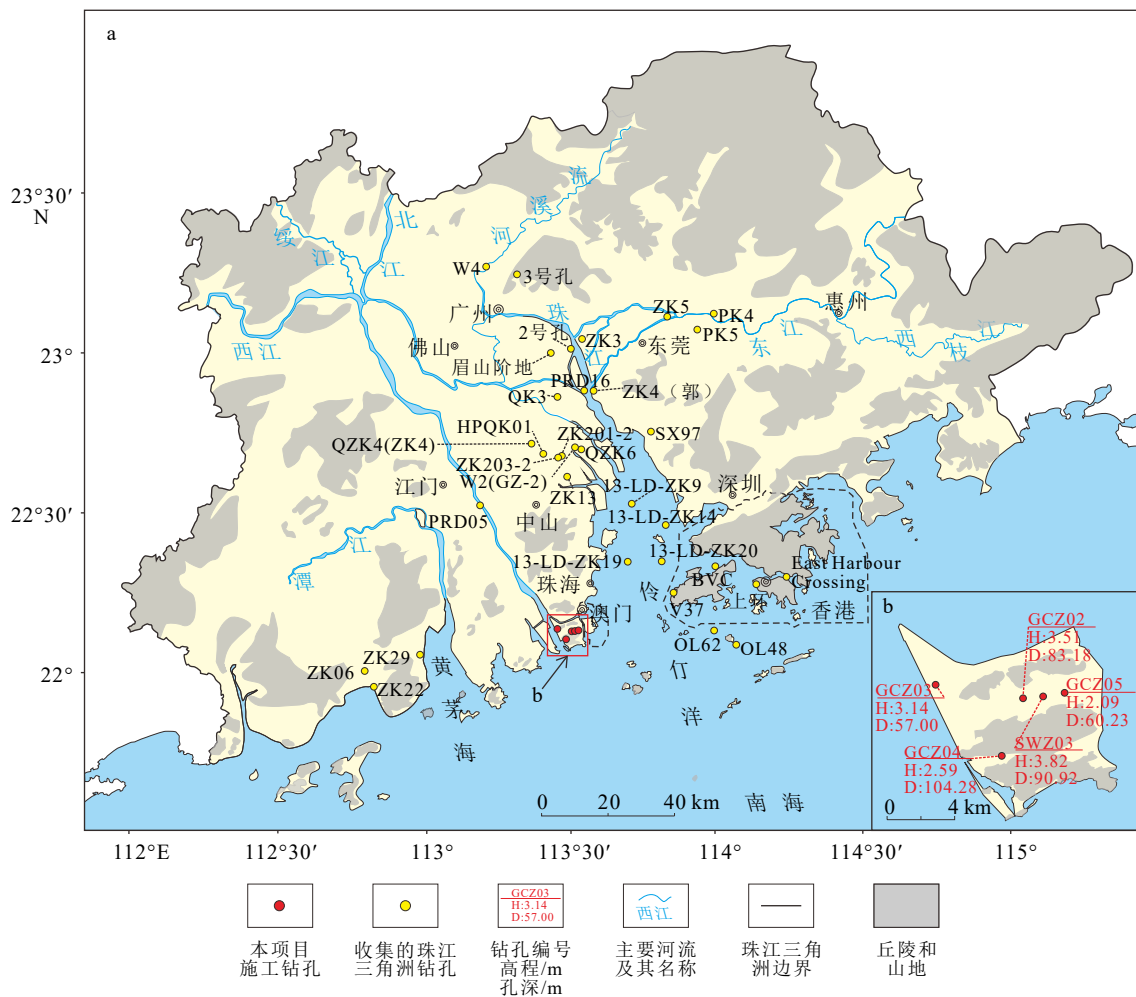 a
23°30′
N
23°
22°30′
22°
112°E
112°30′
113°
113°30′
114°
114°30′
115°
绥江
北江
流溪河
西江
珠江
东江
西枝江
潭江
W4
3号孔
广州
佛山
2号孔
ZK3
ZK5
PK4
PK5
惠州
东莞
眉山阶地
PRD16
QK3
ZK4（郭）
HPQK01
QZK4(ZK4)
ZK201-2
SX97
ZK203-2
QZK6
W2(GZ-2)
ZK13
13-LD-ZK9
深圳
江门
中山
PRD05
13-LD-ZK14
13-LD-ZK19
13-LD-ZK20
East Harbour
Crossing
BVC
珠海
上环
香港
V37
澳门
伶仃洋
OL62
OL48
ZK29
ZK06
ZK22
黄茅海
b
南海
0 20 40 km
b
GCZ02
H:3.51
D:83.18
GCZ03
H:3.14
D:57.00
GCZ05
H:2.09
D:60.23
SWZ03
H:3.82
D:90.92
GCZ04
H:2.59
D:104.28
0 4 km
GCZ03
H:3.14
D:57.00
西江
本项目
施工钻孔
收集的珠江
三角洲钻孔
钻孔编号
高程/m
孔深/m
主要河流
及其名称
珠江三角
洲边界
丘陵和
山地